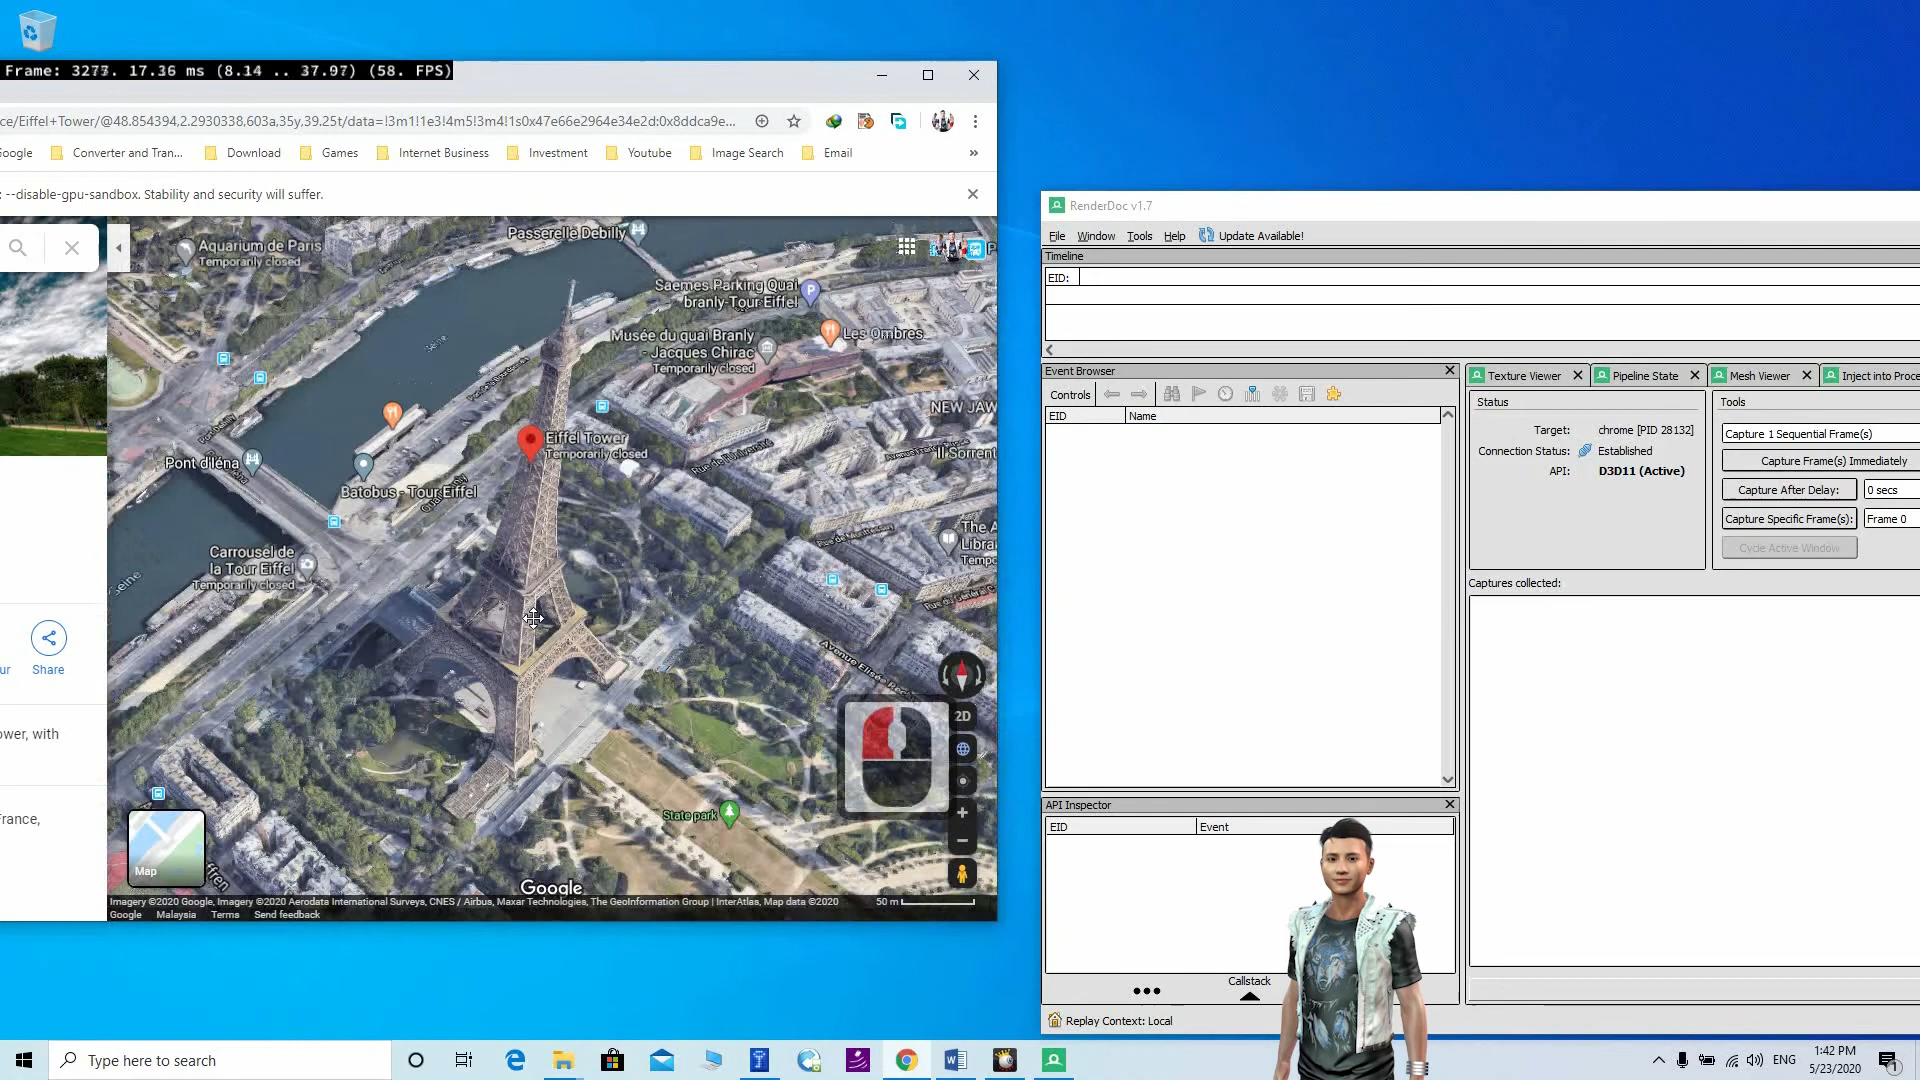 Frame: 3277. 17.36 ms (8.14 .. 37.97) (58. FPS)
ce/Eiffel+Tower/@48.854394,2.2930338,603a,35y,39.25t/data=!3m1!1e3!4m5!3m4!1s0x47e66e2964e34e2d:0x8ddca9e...
Google
Converter and Tran...
Download
Games
Internet Business
Investment
Youtube
Image Search
Email
»
: --disable-gpu-sandbox. Stability and security will suffer.
Aquarium de Paris
Temporarily closed
Passerelle Debilly
Saemes Parking Quai
branly-Tour Eiffel
Musée du quai Branly
- Jacques Chirac
Temporarily closed
Les Ombres
NEW JAW
Il Sorrent
Eiffel Tower
Temporarily closed
Pont d'Iéna
Batobus - Tour Eiffel
Carrousel de
la Tour Eiffel
Temporarily closed
Seine
The A
Libra
Tempo
State park
Share
ower, with
France,
2D
Map
Google
Imagery ©2020 Google, Imagery ©2020 Aerodata International Surveys, CNES / Airbus, Maxar Technologies, The GeoInformation Group | InterAtlas, Map data ©2020
50 m
Google
Malaysia
Terms
Send feedback
RenderDoc v1.7
File
Window
Tools
Help
Update Available!
Timeline
EID:
Event Browser
Controls
EID
Name
API Inspector
EID
Event
Callstack
Replay Context: Local
Texture Viewer
Pipeline State
Mesh Viewer
Inject into Proce
Status
Target: chrome [PID 28132]
Connection Status: Established
API: D3D11 (Active)
Tools
Capture 1 Sequential Frame(s)
Capture Frame(s) Immediately
Capture After Delay:
0 secs
Capture Specific Frame(s):
Frame 0
Cycle Active Window
Captures collected:
Type here to search
ENG
1:42 PM
5/23/2020
1